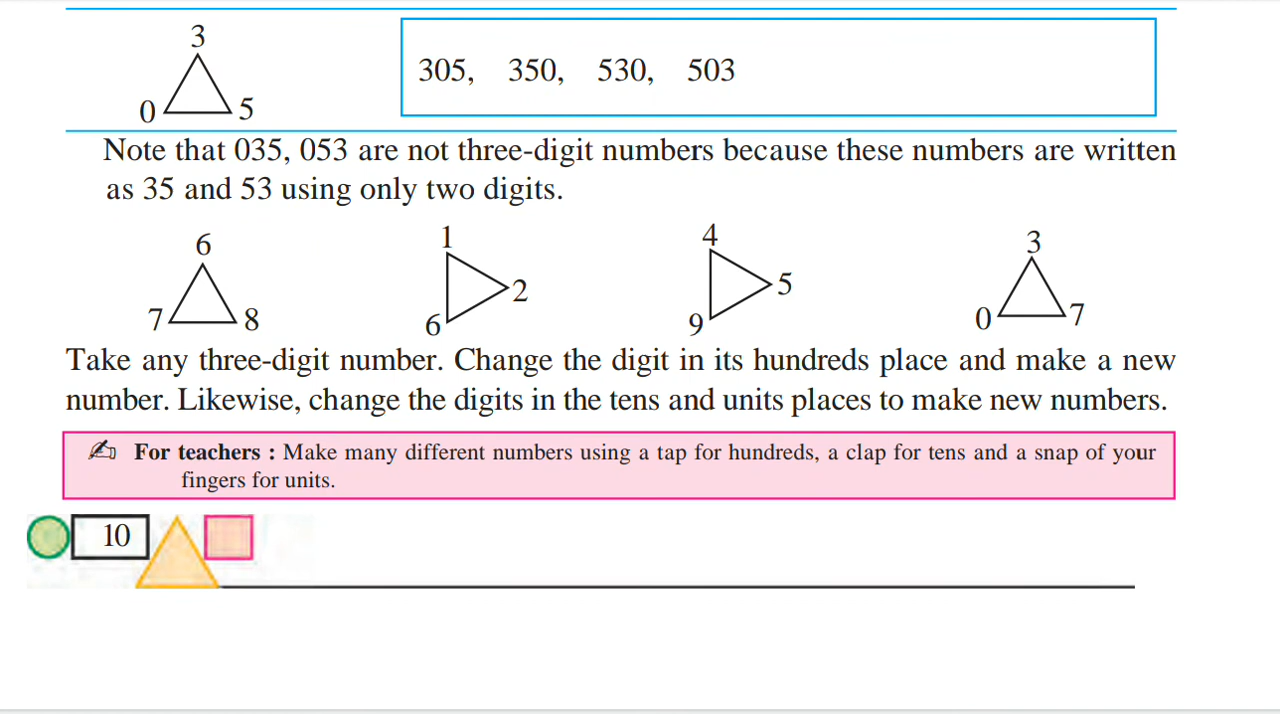 3
0 5
305, 350, 530, 503
Note that 035, 053 are not three-digit numbers because these numbers are written
as 35 and 53 using only two digits.
6 1 4 3
7 8 6 2 9 5 0 7
Take any three-digit number. Change the digit in its hundreds place and make a new
number. Likewise, change the digits in the tens and units places to make new numbers.
✍ For teachers : Make many different numbers using a tap for hundreds, a clap for tens and a snap of your
fingers for units.
10